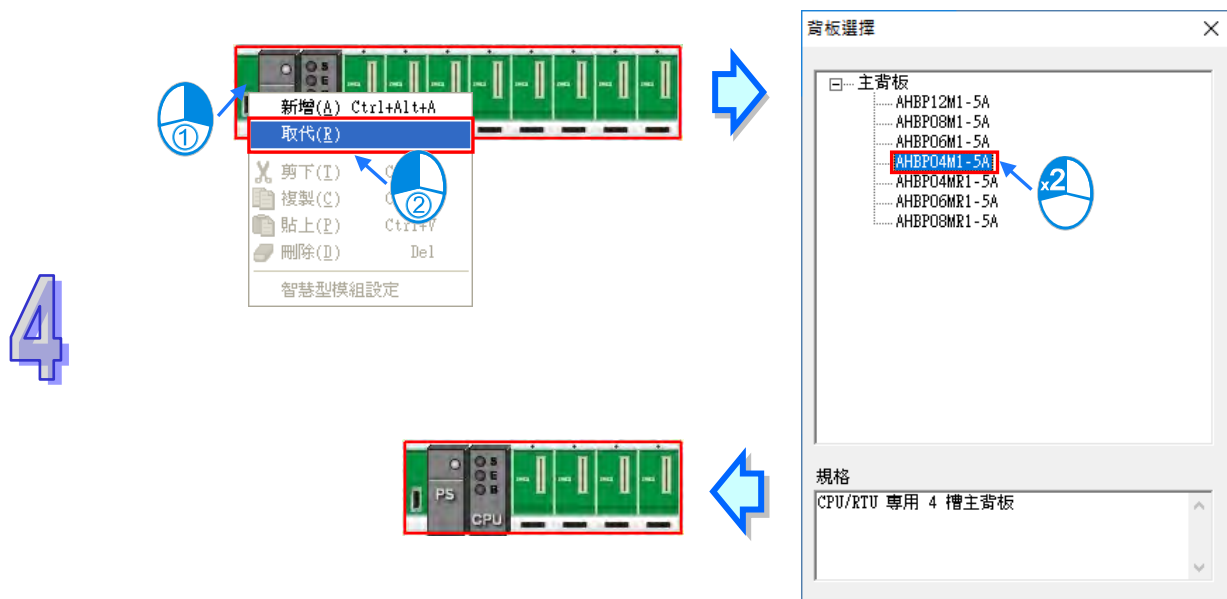 S
E
新增(A) Ctrl+Alt+A
取代(R)
剪下(T)
複製(C)
貼上(P) Ctrl+V
刪除(D) Del
智慧型模組設定
①
②
4
PS
S
E
B
CPU
背板選擇
主背板
AHBP12M1-5A
AHBP08M1-5A
AHBP06M1-5A
AHBP04M1-5A
AHBP04MR1-5A
AHBP06MR1-5A
AHBP08MR1-5A
x2
規格
CPU/RTU 專用 4 槽主背板